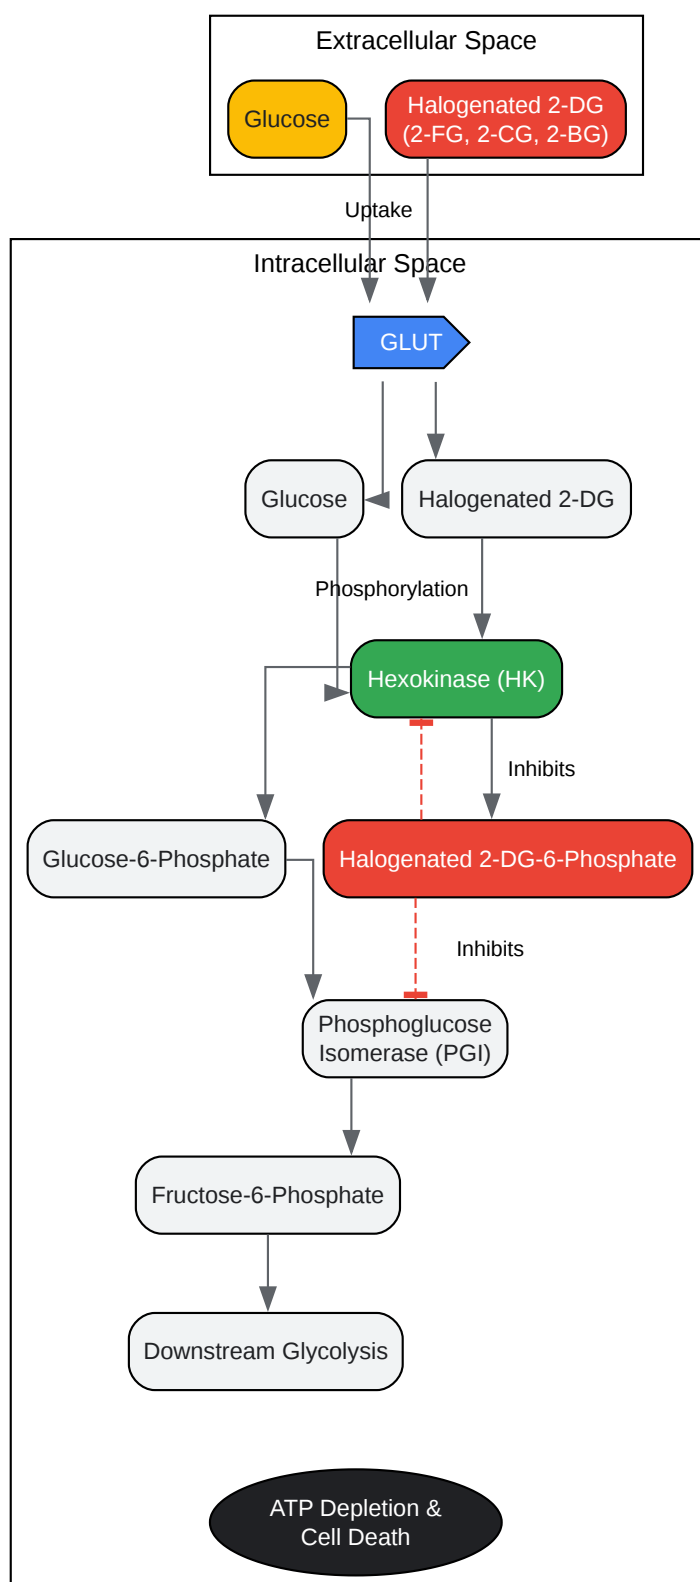 Extracellular Space
Glucose
Halogenated 2-DG
(2-FG, 2-CG, 2-BG)
Uptake
Intracellular Space
GLUT
Glucose
Halogenated 2-DG
Phosphorylation
Hexokinase (HK)
Inhibits
Glucose-6-Phosphate
Halogenated 2-DG-6-Phosphate
Inhibits
Phosphoglucose
Isomerase (PGI)
Fructose-6-Phosphate
Downstream Glycolysis
ATP Depletion &
Cell Death